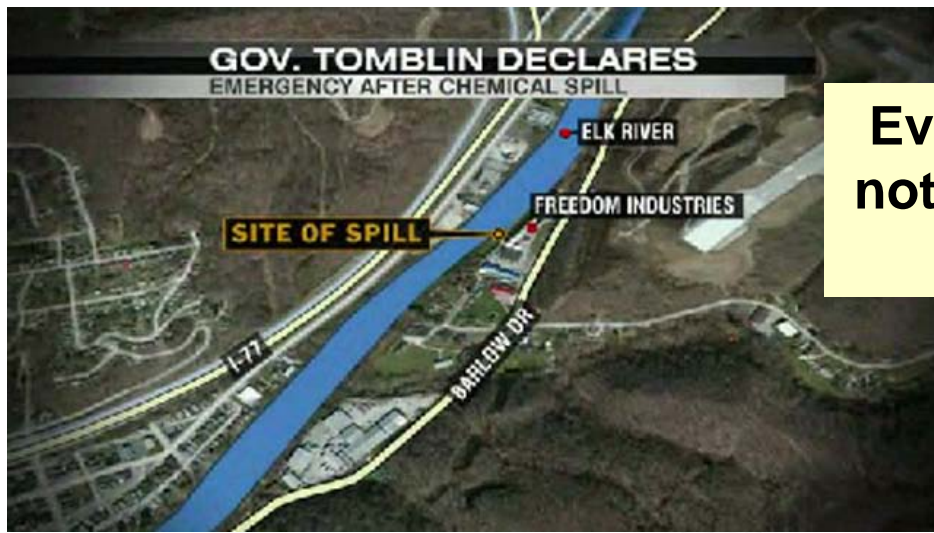 GOV. TOMBLIN DECLARES
EMERGENCY AFTER CHEMICAL SPILL
ELK RIVER
FREEDOM INDUSTRIES
SITE OF SPILL
I-77
BARLOW DR
Ev
not